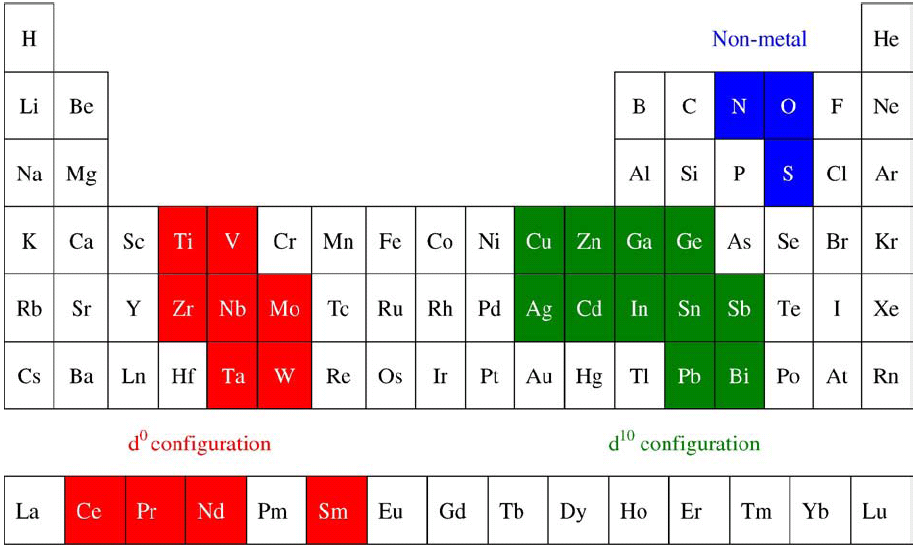 H He
Non-metal
Li Be B C N O F Ne
Na Mg Al Si P S Cl Ar
K Ca Sc Ti V Cr Mn Fe Co Ni Cu Zn Ga Ge As Se Br Kr
Rb Sr Y Zr Nb Mo Tc Ru Rh Pd Ag Cd In Sn Sb Te I Xe
Cs Ba Ln Hf Ta W Re Os Ir Pt Au Hg Tl Pb Bi Po At Rn
d⁰ configuration d¹⁰ configuration
La Ce Pr Nd Pm Sm Eu Gd Tb Dy Ho Er Tm Yb Lu